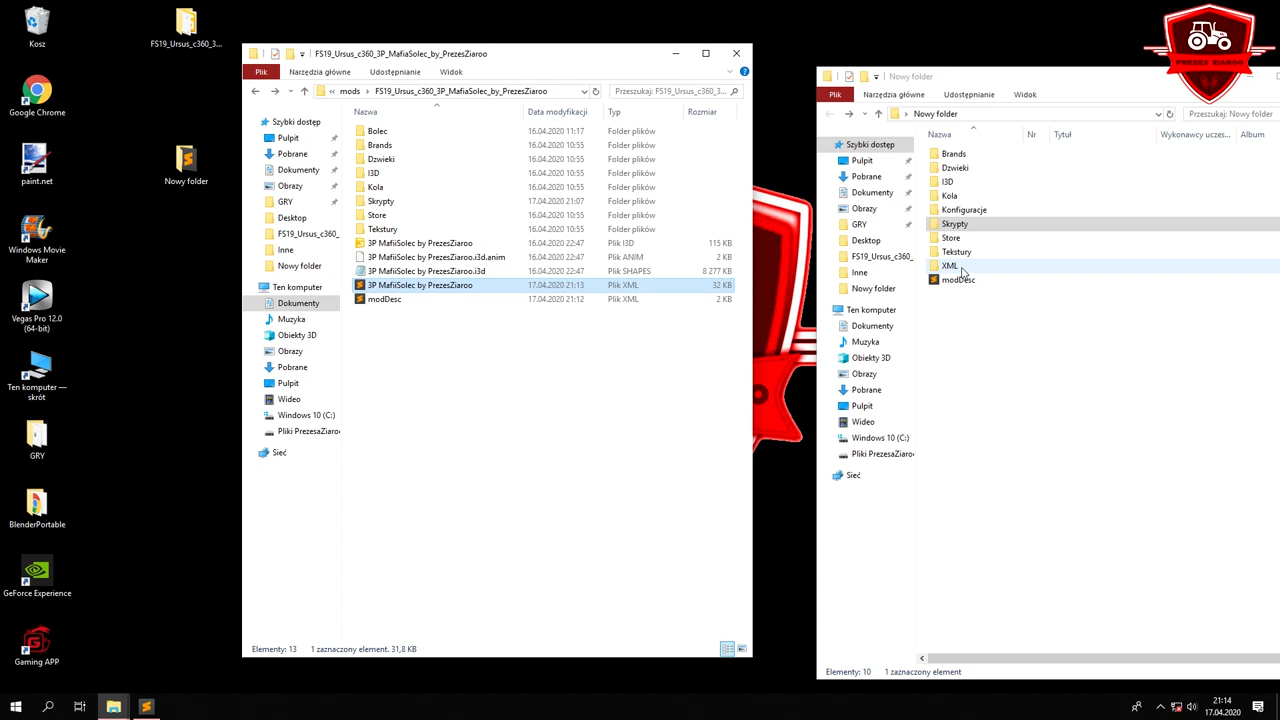 Kosz
Google Chrome
paint.net
Windows Movie
Maker
Vegas Pro 12.0
(64-bit)
Ten komputer —
skrót
GRY
BlenderPortable
GeForce Experience
Gaming APP
FS19_Ursus_c360_3...
Nowy folder
FS19_Ursus_c360_3P_MafiaSolec_by_PrezesZiaroo
Plik
Narzędzia główne
Udostępnianie
Widok
« mods > FS19_Ursus_c360_3P_MafiaSolec_by_PrezesZiaroo
Przeszukaj: FS19_Ursus_c360_3...
Szybki dostęp
Pulpit
Pobrane
Dokumenty
Obrazy
GRY
Desktop
FS19_Ursus_c360_
Inne
Nowy folder
Ten komputer
Dokumenty
Muzyka
Obiekty 3D
Obrazy
Pobrane
Pulpit
Wideo
Windows 10 (C:)
Pliki PrezesaZiaroo
Sieć
Nazwa Data modyfikacji Typ Rozmiar
Bolec 16.04.2020 11:17 Folder plików
Brands 16.04.2020 10:55 Folder plików
Dzwieki 16.04.2020 10:55 Folder plików
I3D 16.04.2020 10:55 Folder plików
Kola 16.04.2020 10:55 Folder plików
Skrypty 17.04.2020 21:07 Folder plików
Store 16.04.2020 10:55 Folder plików
Tekstury 16.04.2020 10:55 Folder plików
3P MafiiSolec by PrezesZiaroo 16.04.2020 22:47 Plik I3D 115 KB
3P MafiiSolec by PrezesZiaroo.i3d.anim 16.04.2020 22:47 Plik ANIM 2 KB
3P MafiiSolec by PrezesZiaroo.i3d 16.04.2020 22:47 Plik SHAPES 8 277 KB
3P MafiiSolec by PrezesZiaroo 17.04.2020 21:13 Plik XML 32 KB
modDesc 17.04.2020 21:12 Plik XML 2 KB
Elementy: 13 1 zaznaczony element. 31,8 KB
Nowy folder
Plik
Narzędzia główne
Udostępnianie
Widok
> Nowy folder
Przeszukaj: Nowy folder
Szybki dostęp
Pulpit
Pobrane
Dokumenty
Obrazy
GRY
Desktop
FS19_Ursus_c360_
Inne
Nowy folder
Ten komputer
Dokumenty
Muzyka
Obiekty 3D
Obrazy
Pobrane
Pulpit
Wideo
Windows 10 (C:)
Pliki PrezesaZiaroo
Sieć
Nazwa Nr Tytuł Wykonawcy uczes... Album
Brands
Dzwieki
I3D
Kola
Konfiguracje
Skrypty
Store
Tekstury
XML
modDesc
Elementy: 10 1 zaznaczony element
PREZES ZIAROO
21:14
17.04.2020